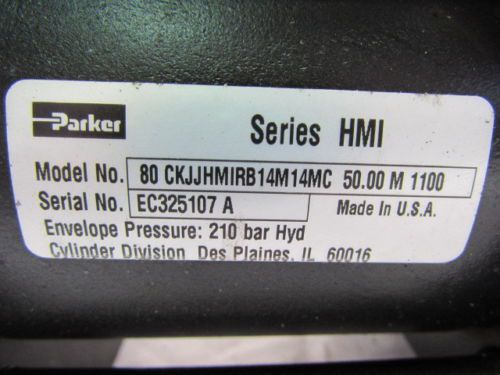 Parker
Series HMI
Model No. 80 CKJJHMIRB14M14MC 50.00 M 1100
Serial No. EC325107 A
Made in U.S.A.
Envelope Pressure: 210 bar Hyd
Cylinder Division Des Plaines, IL 60016